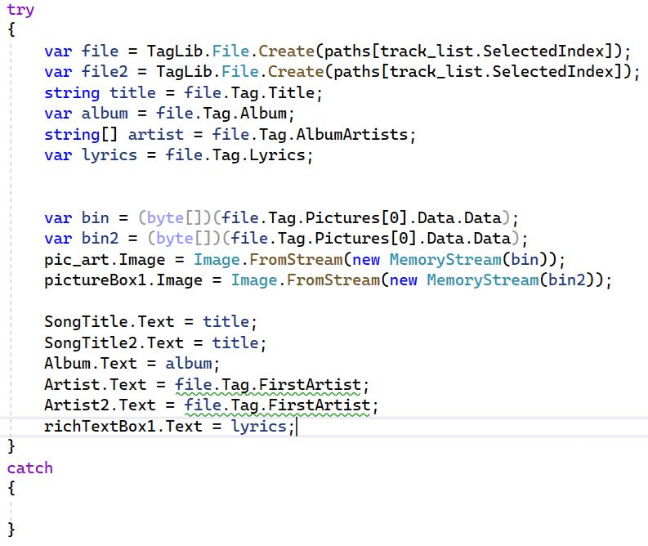 try
{
var file = TagLib.File.Create(paths[track_list.SelectedIndex]);
var file2 = TagLib.File.Create(paths[track_list.SelectedIndex]);
string title = file.Tag.Title;
var album = file.Tag.Album;
string[] artist = file.Tag.AlbumArtists;
var lyrics = file.Tag.Lyrics;
var bin = (byte[])(file.Tag.Pictures[0].Data.Data);
var bin2 = (byte[])(file.Tag.Pictures[0].Data.Data);
pic_art.Image = Image.FromStream(new MemoryStream(bin));
pictureBox1.Image = Image.FromStream(new MemoryStream(bin2));
SongTitle.Text = title;
SongTitle2.Text = title;
Album.Text = album;
Artist.Text = file.Tag.FirstArtist;
Artist2.Text = file.Tag.FirstArtist;
richTextBox1.Text = lyrics;
}
catch
{
}